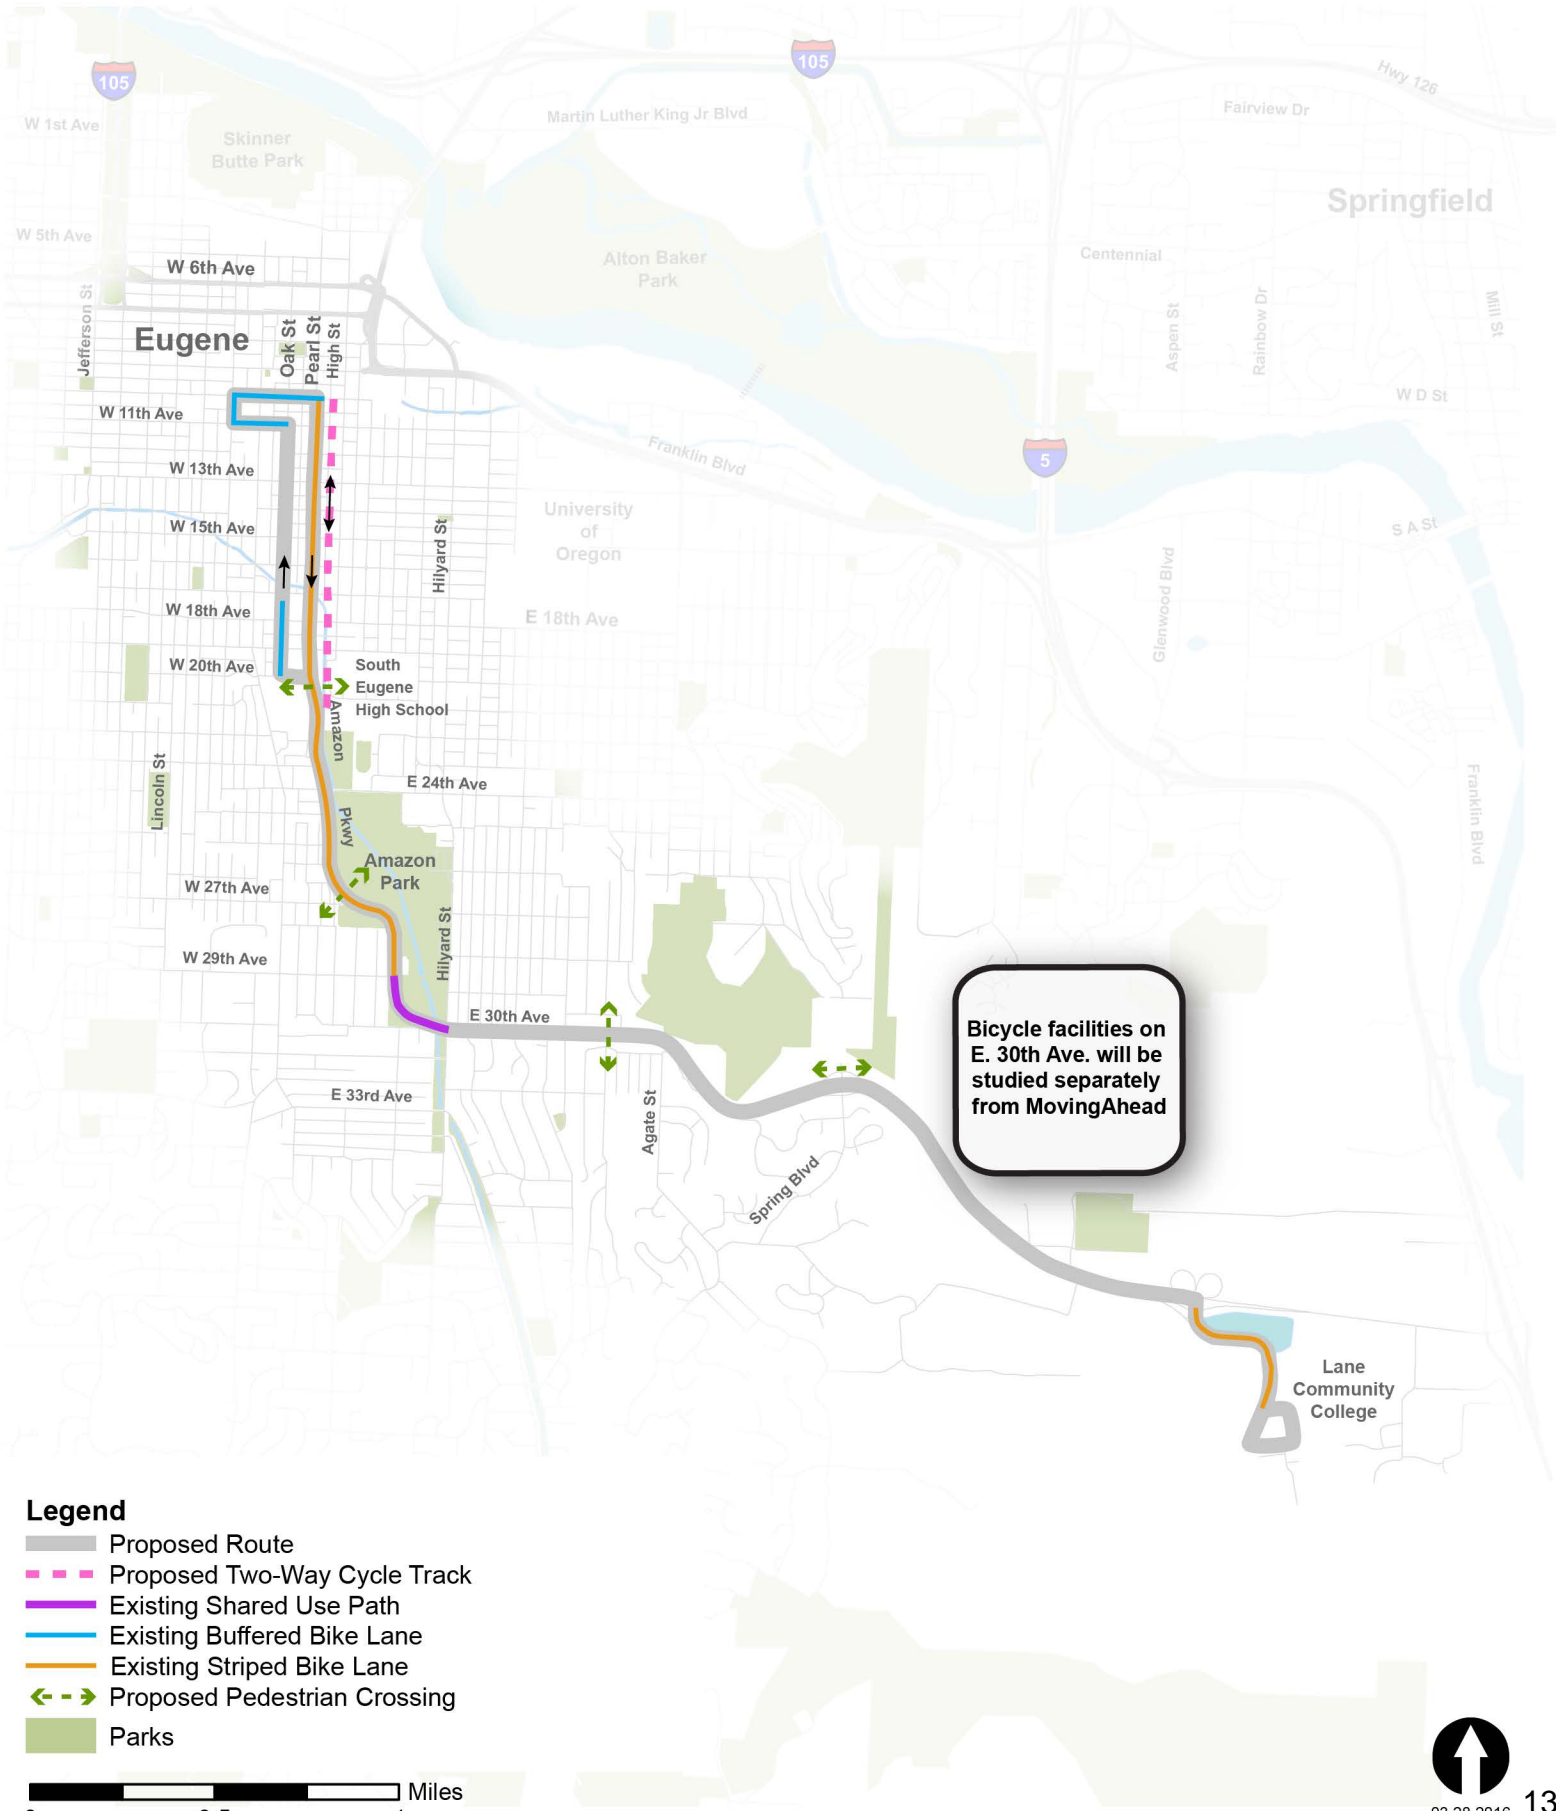 105
105
Hwy 126
W 1st Ave
Martin Luther King Jr Blvd
Fairview Dr
Skinner
Butte Park
Springfield
W 5th Ave
Alton Baker
Park
Centennial
W 6th Ave
Jefferson St
Eugene
Oak St
Pearl St
High St
Aspen St
Rainbow Dr
Mill St
W 11th Ave
W D St
W 13th Ave
Franklin Blvd
5
W 15th Ave
Hilyard St
University
of
Oregon
S A St
W 18th Ave
E 18th Ave
Glenwood Blvd
W 20th Ave
South
Eugene
High School
Amazon
Pkwy
Lincoln St
E 24th Ave
Franklin Blvd
Amazon
Park
W 27th Ave
Hilyard St
W 29th Ave
E 30th Ave
Bicycle facilities on
E. 30th Ave. will be
studied separately
from MovingAhead
E 33rd Ave
Agate St
Spring Blvd
Lane
Community
College
Legend
Proposed Route
Proposed Two-Way Cycle Track
Existing Shared Use Path
Existing Buffered Bike Lane
Existing Striped Bike Lane
Proposed Pedestrian Crossing
Parks
Miles
13